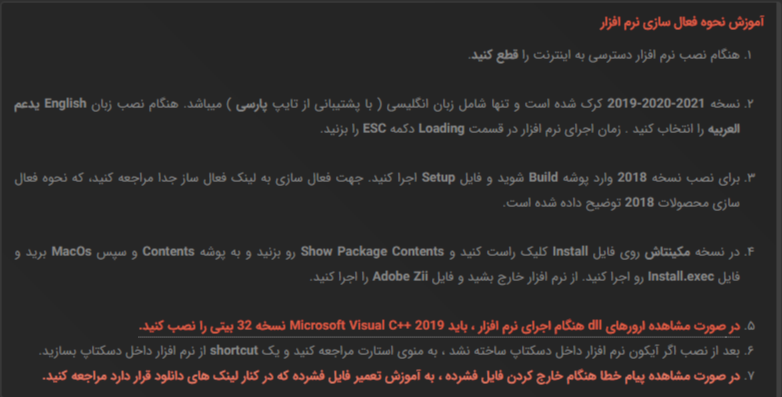 آموزش نحوه فعال سازی نرم افزار
۱. هنگام نصب نرم افزار دسترسی به اینترنت را قطع کنید.
۲. نسخه 2021-2020-2019 کرک شده است و تنها شامل زبان انگلیسی ( با پشتیبانی از تایپ پارسی ) میباشد. هنگام نصب زبان English يدعم
العربيه را انتخاب کنید . زمان اجرای نرم افزار در قسمت Loading دکمه ESC را بزنید.
۳. برای نصب نسخه 2018 وارد پوشه Build شوید و فایل Setup اجرا کنید. جهت فعال سازی به لینک فعال ساز جدا مراجعه کنید، که نحوه فعال
سازی محصولات 2018 توضیح داده شده است.
۴. در نسخه مکینتاش روی فایل Install کلیک راست کنید و Show Package Contents رو بزنید و به پوشه Contents و سپس MacOs برید و
فایل Install.exec رو اجرا کنید. از نرم افزار خارج بشید و فایل Adobe Zii را اجرا کنید.
۵. در صورت مشاهده ارورهای dll هنگام اجرای نرم افزار ، باید Microsoft Visual C++ 2019 نسخه 32 بیتی را نصب کنید.
۶. بعد از نصب اگر آیکون نرم افزار داخل دسکتاپ ساخته نشد ، به منوی استارت مراجعه کنید و یک shortcut از نرم افزار داخل دسکتاپ بسازید.
۷. در صورت مشاهده پیام خطا هنگام خارج کردن فایل فشرده ، به آموزش تعمیر فایل فشرده که در کنار لینک های دانلود قرار دارد مراجعه کنید.